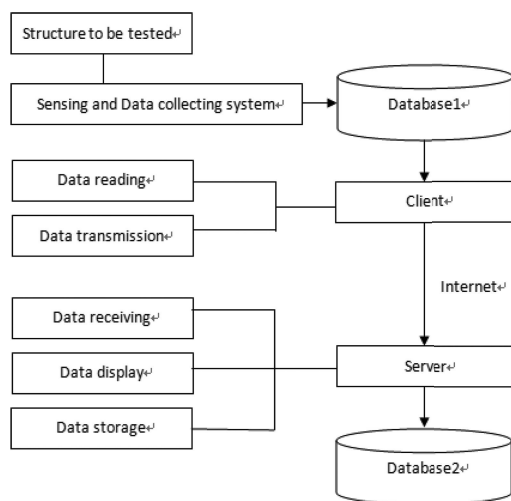 Structure to be tested↵
Sensing and Data collecting system↵
Database1↵
Data reading↵
Client↵
Data transmission↵
Internet↵
Data receiving↵
Data display↵
Server↵
Data storage↵
Database2↵